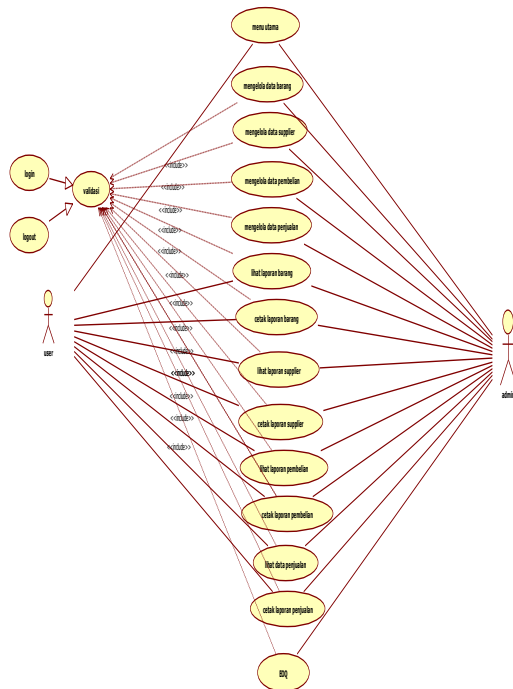 menu utama
mengelola data barang
mengelola data supplier
<<include>>
login
validasi
mengelola data pembelian
<<include>>
<<include>>
mengelola data penjualan
<<include>>
logout
<<include>>
lihat laporan barang
<<include>>
cetak laporan barang
<<include>>
user
<<include>>
lihat laporan supplier
<<include>>
admin
<<include>>
cetak laporan supplier
<<include>>
<<include>>
lihat laporan pembelian
cetak laporan pembelian
lihat data penjualan
cetak laporan penjualan
EOQ